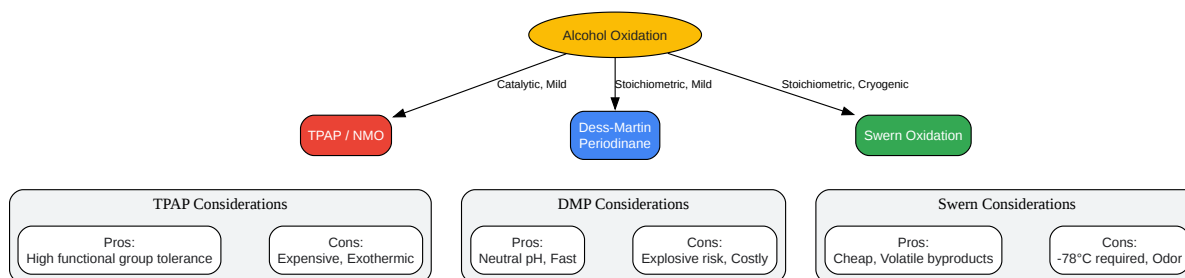 Alcohol Oxidation
Catalytic, Mild
Stoichiometric, Mild
Stoichiometric, Cryogenic
TPAP / NMO
Dess-Martin
Periodinane
Swern Oxidation
TPAP Considerations
Pros:
High functional group tolerance
Cons:
Expensive, Exothermic
DMP Considerations
Pros:
Neutral pH, Fast
Cons:
Explosive risk, Costly
Swern Considerations
Pros:
Cheap, Volatile byproducts
Cons:
-78°C required, Odor